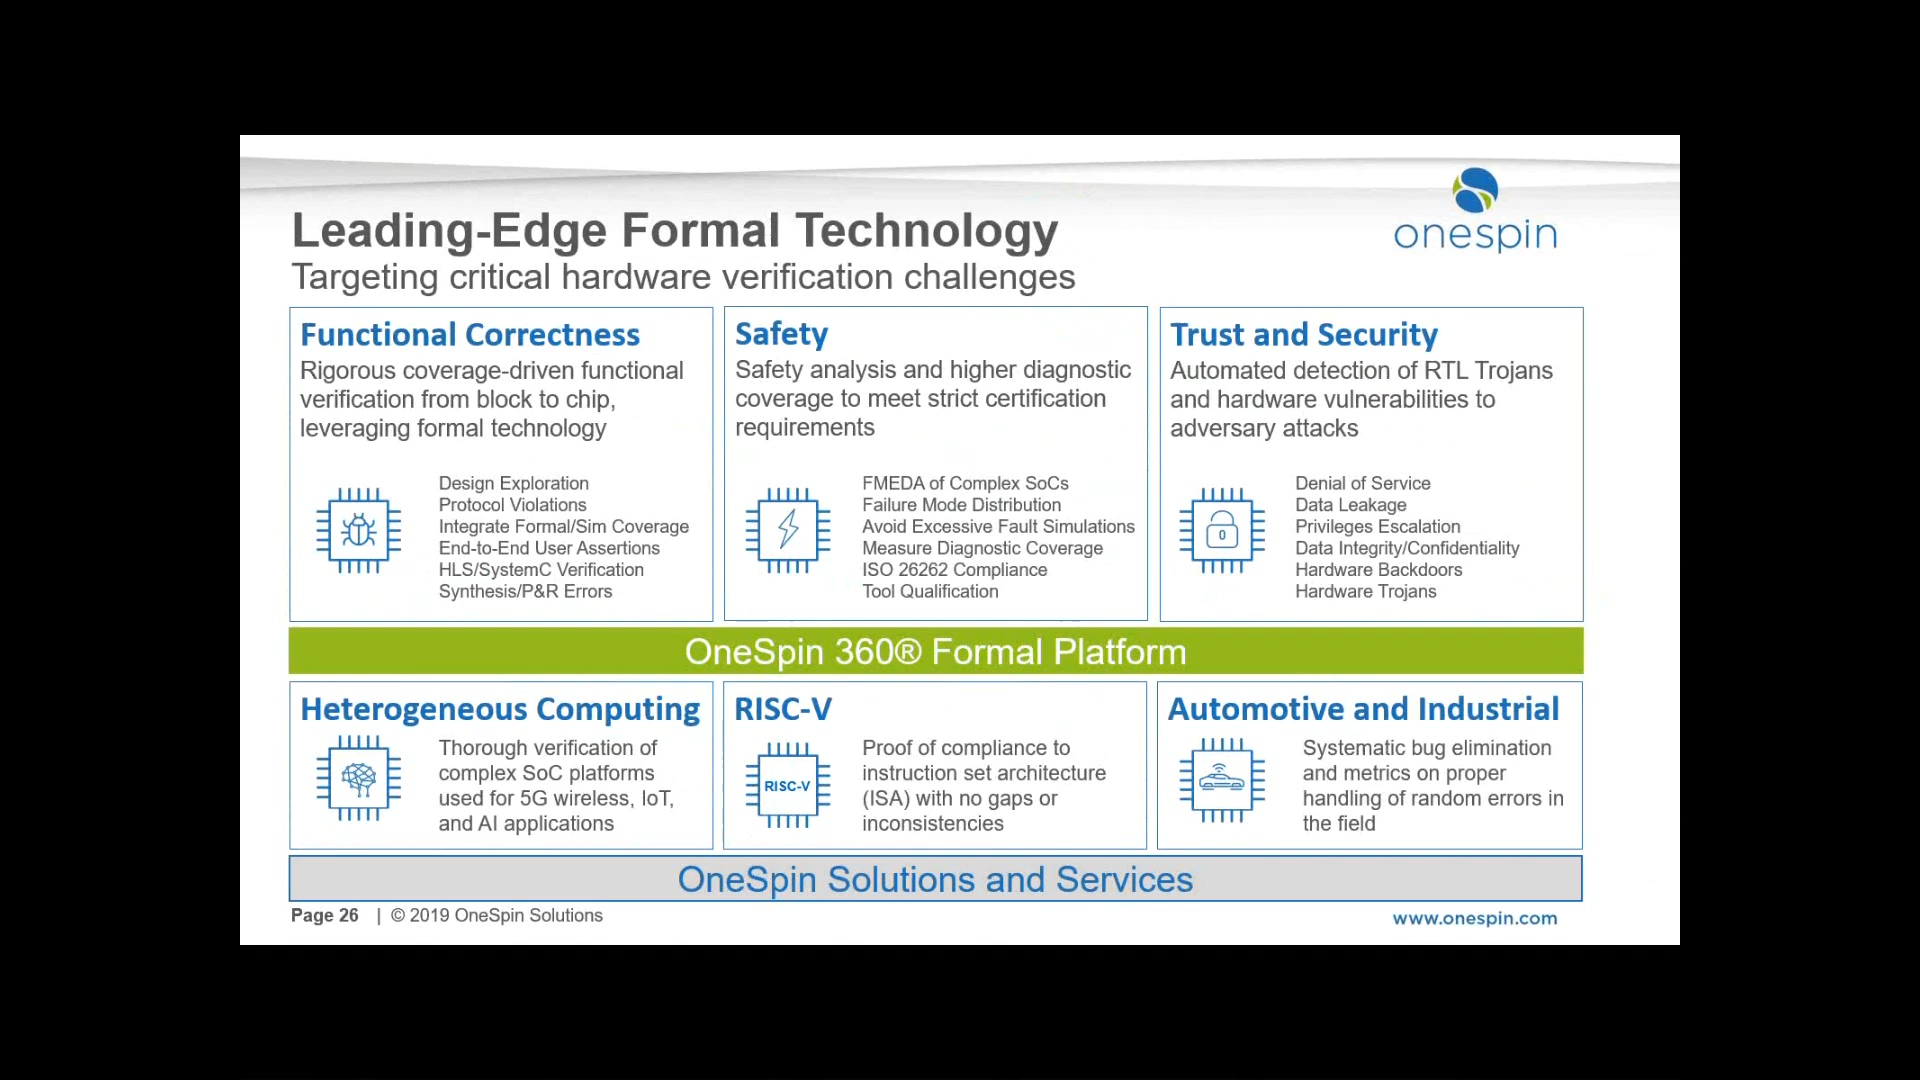 onespin
Leading-Edge Formal Technology
Targeting critical hardware verification challenges
Functional Correctness
Rigorous coverage-driven functional
verification from block to chip,
leveraging formal technology
Design Exploration
Protocol Violations
Integrate Formal/Sim Coverage
End-to-End User Assertions
HLS/SystemC Verification
Synthesis/P&R Errors
Safety
Safety analysis and higher diagnostic
coverage to meet strict certification
requirements
FMEDA of Complex SoCs
Failure Mode Distribution
Avoid Excessive Fault Simulations
Measure Diagnostic Coverage
ISO 26262 Compliance
Tool Qualification
Trust and Security
Automated detection of RTL Trojans
and hardware vulnerabilities to
adversary attacks
0
Denial of Service
Data Leakage
Privileges Escalation
Data Integrity/Confidentiality
Hardware Backdoors
Hardware Trojans
OneSpin 360® Formal Platform
Heterogeneous Computing
Thorough verification of
complex SoC platforms
used for 5G wireless, IoT,
and AI applications
RISC-V
RISC-V
Proof of compliance to
instruction set architecture
(ISA) with no gaps or
inconsistencies
Automotive and Industrial
Systematic bug elimination
and metrics on proper
handling of random errors in
the field
OneSpin Solutions and Services
Page 26 | © 2019 OneSpin Solutions
www.onespin.com